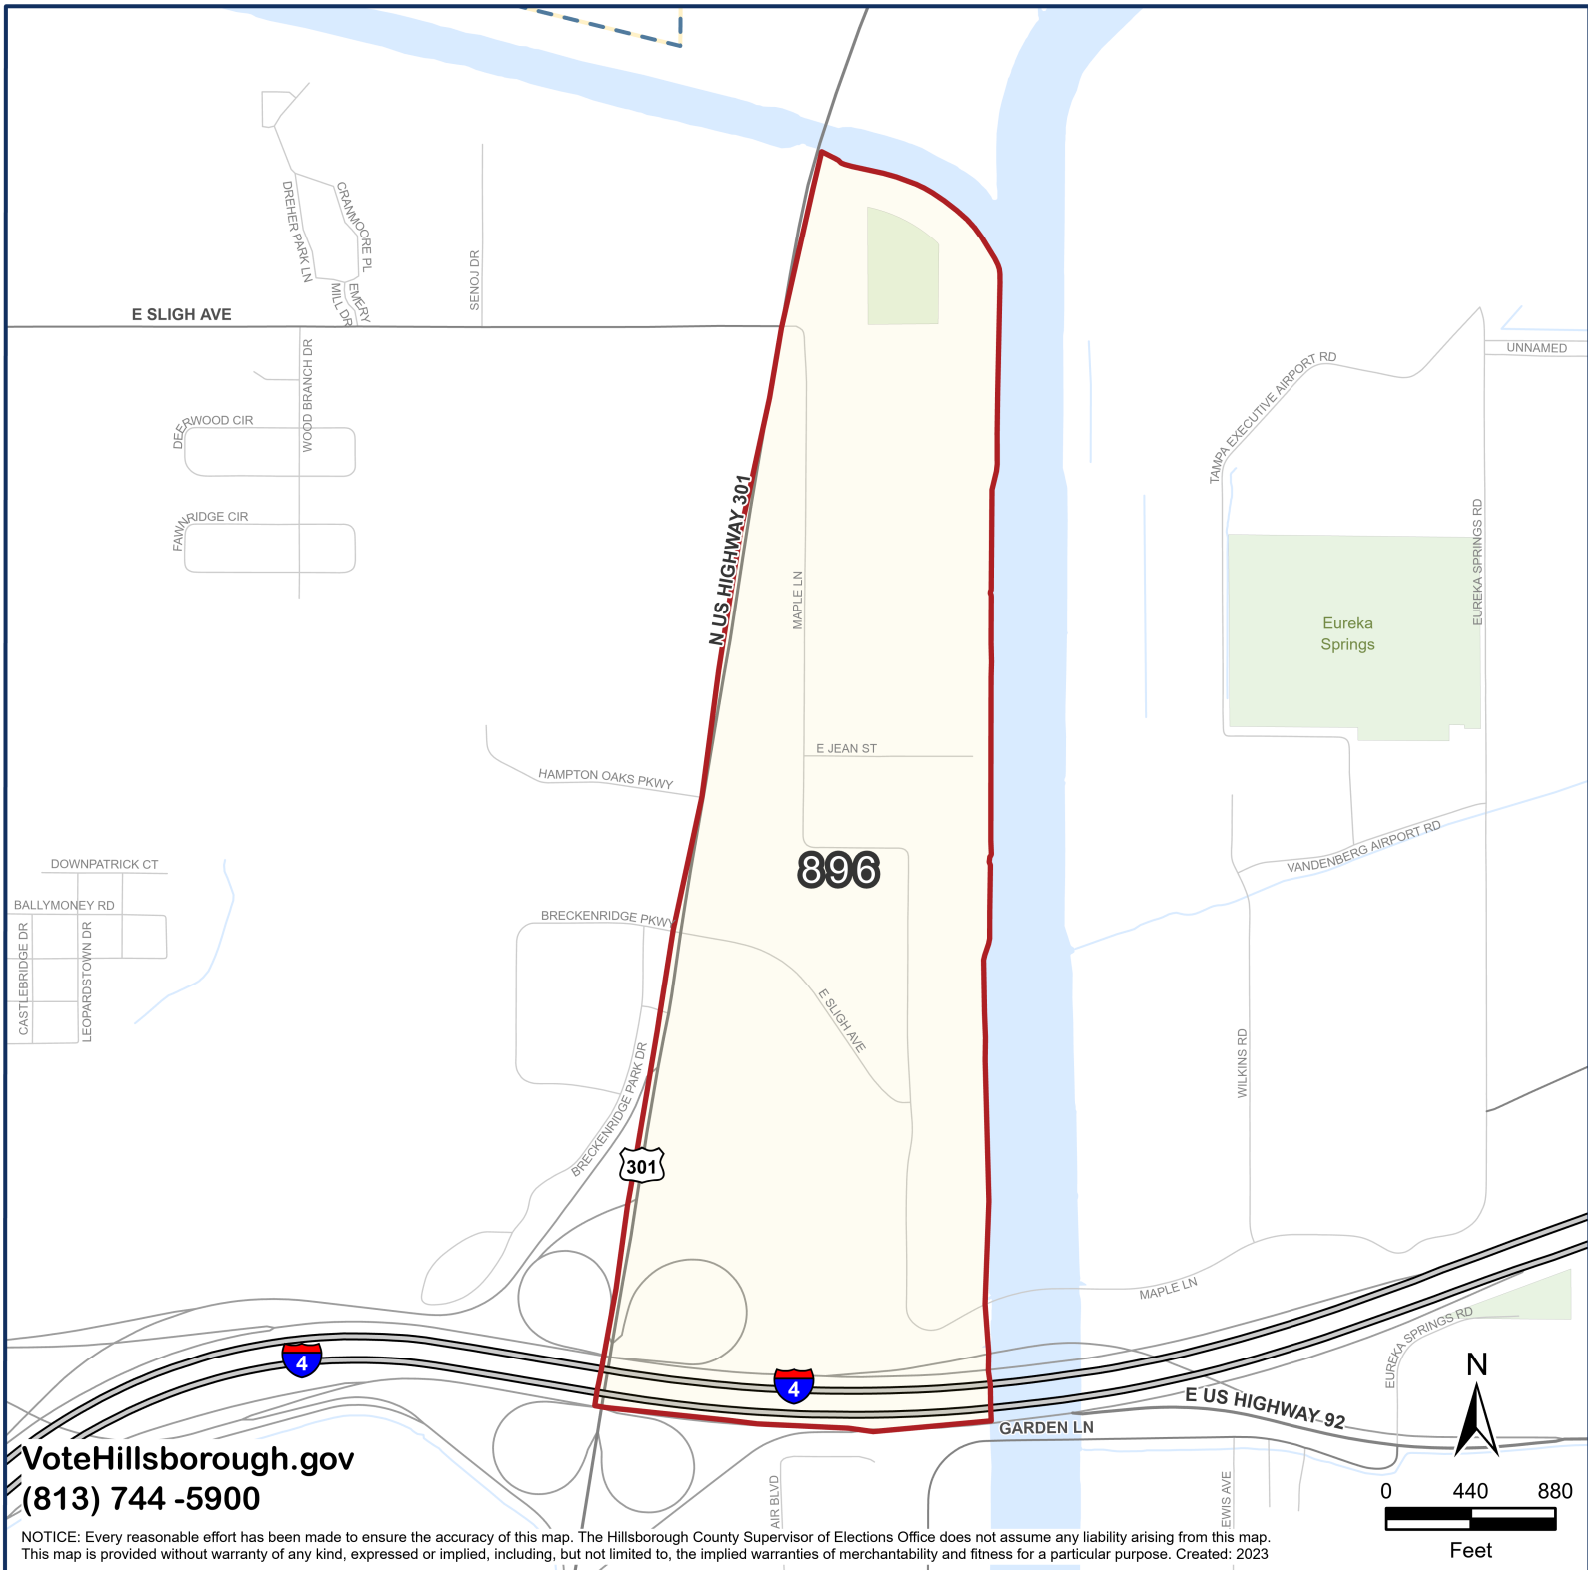 DREHER PARK LN
CRANMOORE PL
EMERY
MILL DR
SENOJ DR
E SLIGH AVE
WOOD BRANCH DR
DEERWOOD CIR
FAWNRIDGE CIR
N US HIGHWAY 301
MAPLE LN
TAMPA EXECUTIVE AIRPORT RD
UNNAMED
EUREKA SPRINGS RD
Eureka
Springs
E JEAN ST
HAMPTON OAKS PKWY
VANDENBERG AIRPORT RD
896
DOWNPATRICK CT
BALLYMONEY RD
CASTLEBRIDGE DR
LEOPARDSTOWN DR
BRECKENRIDGE PKWY
E SLIGH AVE
BRECKENRIDGE PARK DR
WILKINS RD
301
MAPLE LN
EUREKA SPRINGS RD
4
4
E US HIGHWAY 92
GARDEN LN
AIR BLVD
EWIS AVE
N
0 440 880
Feet
VoteHillsborough.gov
(813) 744 -5900
NOTICE: Every reasonable effort has been made to ensure the accuracy of this map. The Hillsborough County Supervisor of Elections Office does not assume any liability arising from this map.
This map is provided without warranty of any kind, expressed or implied, including, but not limited to, the implied warranties of merchantability and fitness for a particular purpose. Created: 2023